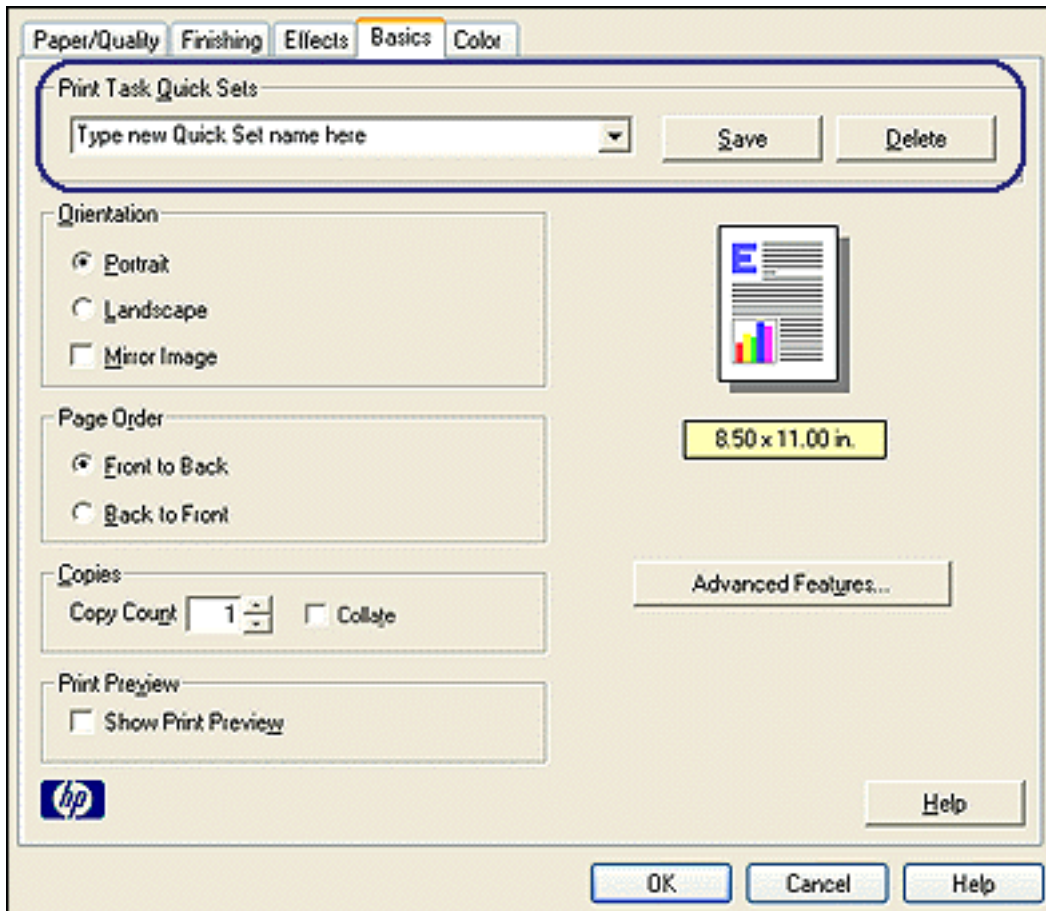 Paper/Quality Finishing Effects Basics Color
Print Task Quick Sets
Type new Quick Set name here Save Delete
Orientation
Portrait
Landscape
Mirror Image
E
Page Order
8.50 x 11.00 in.
Front to Back
Back to Front
Copies
Copy Count 1 Collate
Advanced Features...
Print Preview
Show Print Preview
hp Help
OK Cancel Help